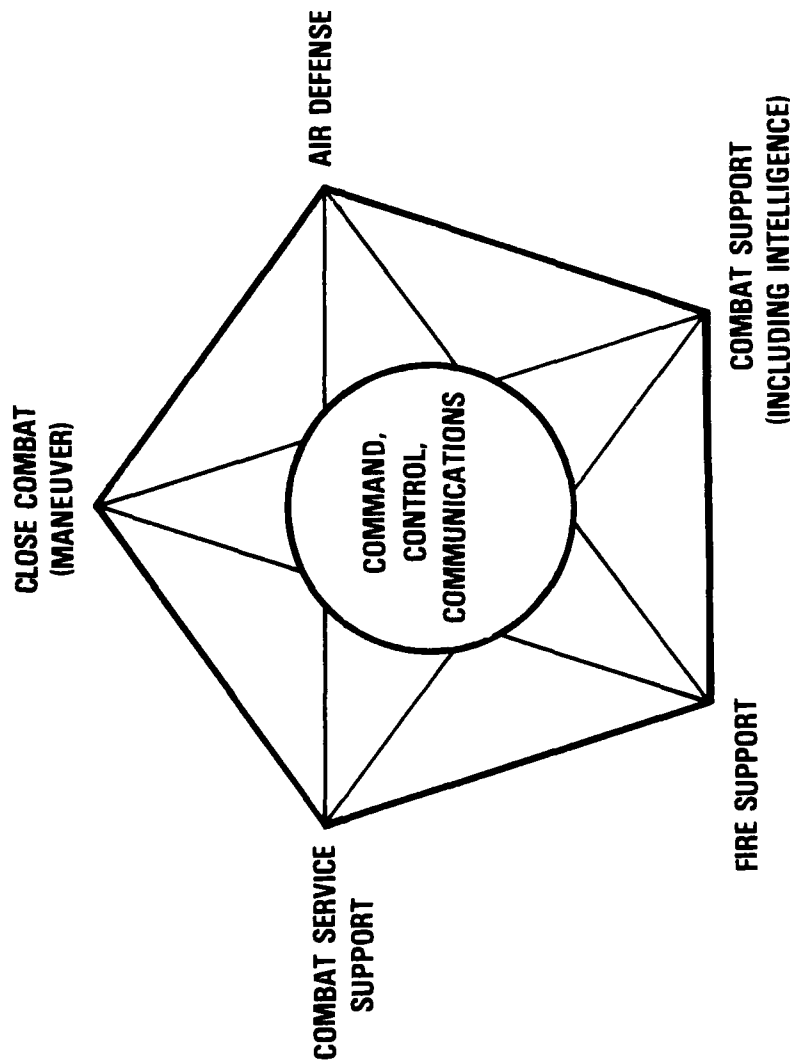 CLOSE COMBAT
(MANEUVER)
AIR DEFENSE
COMBAT SERVICE
SUPPORT
COMMAND,
CONTROL,
COMMUNICATIONS
FIRE SUPPORT
COMBAT SUPPORT
(INCLUDING INTELLIGENCE)